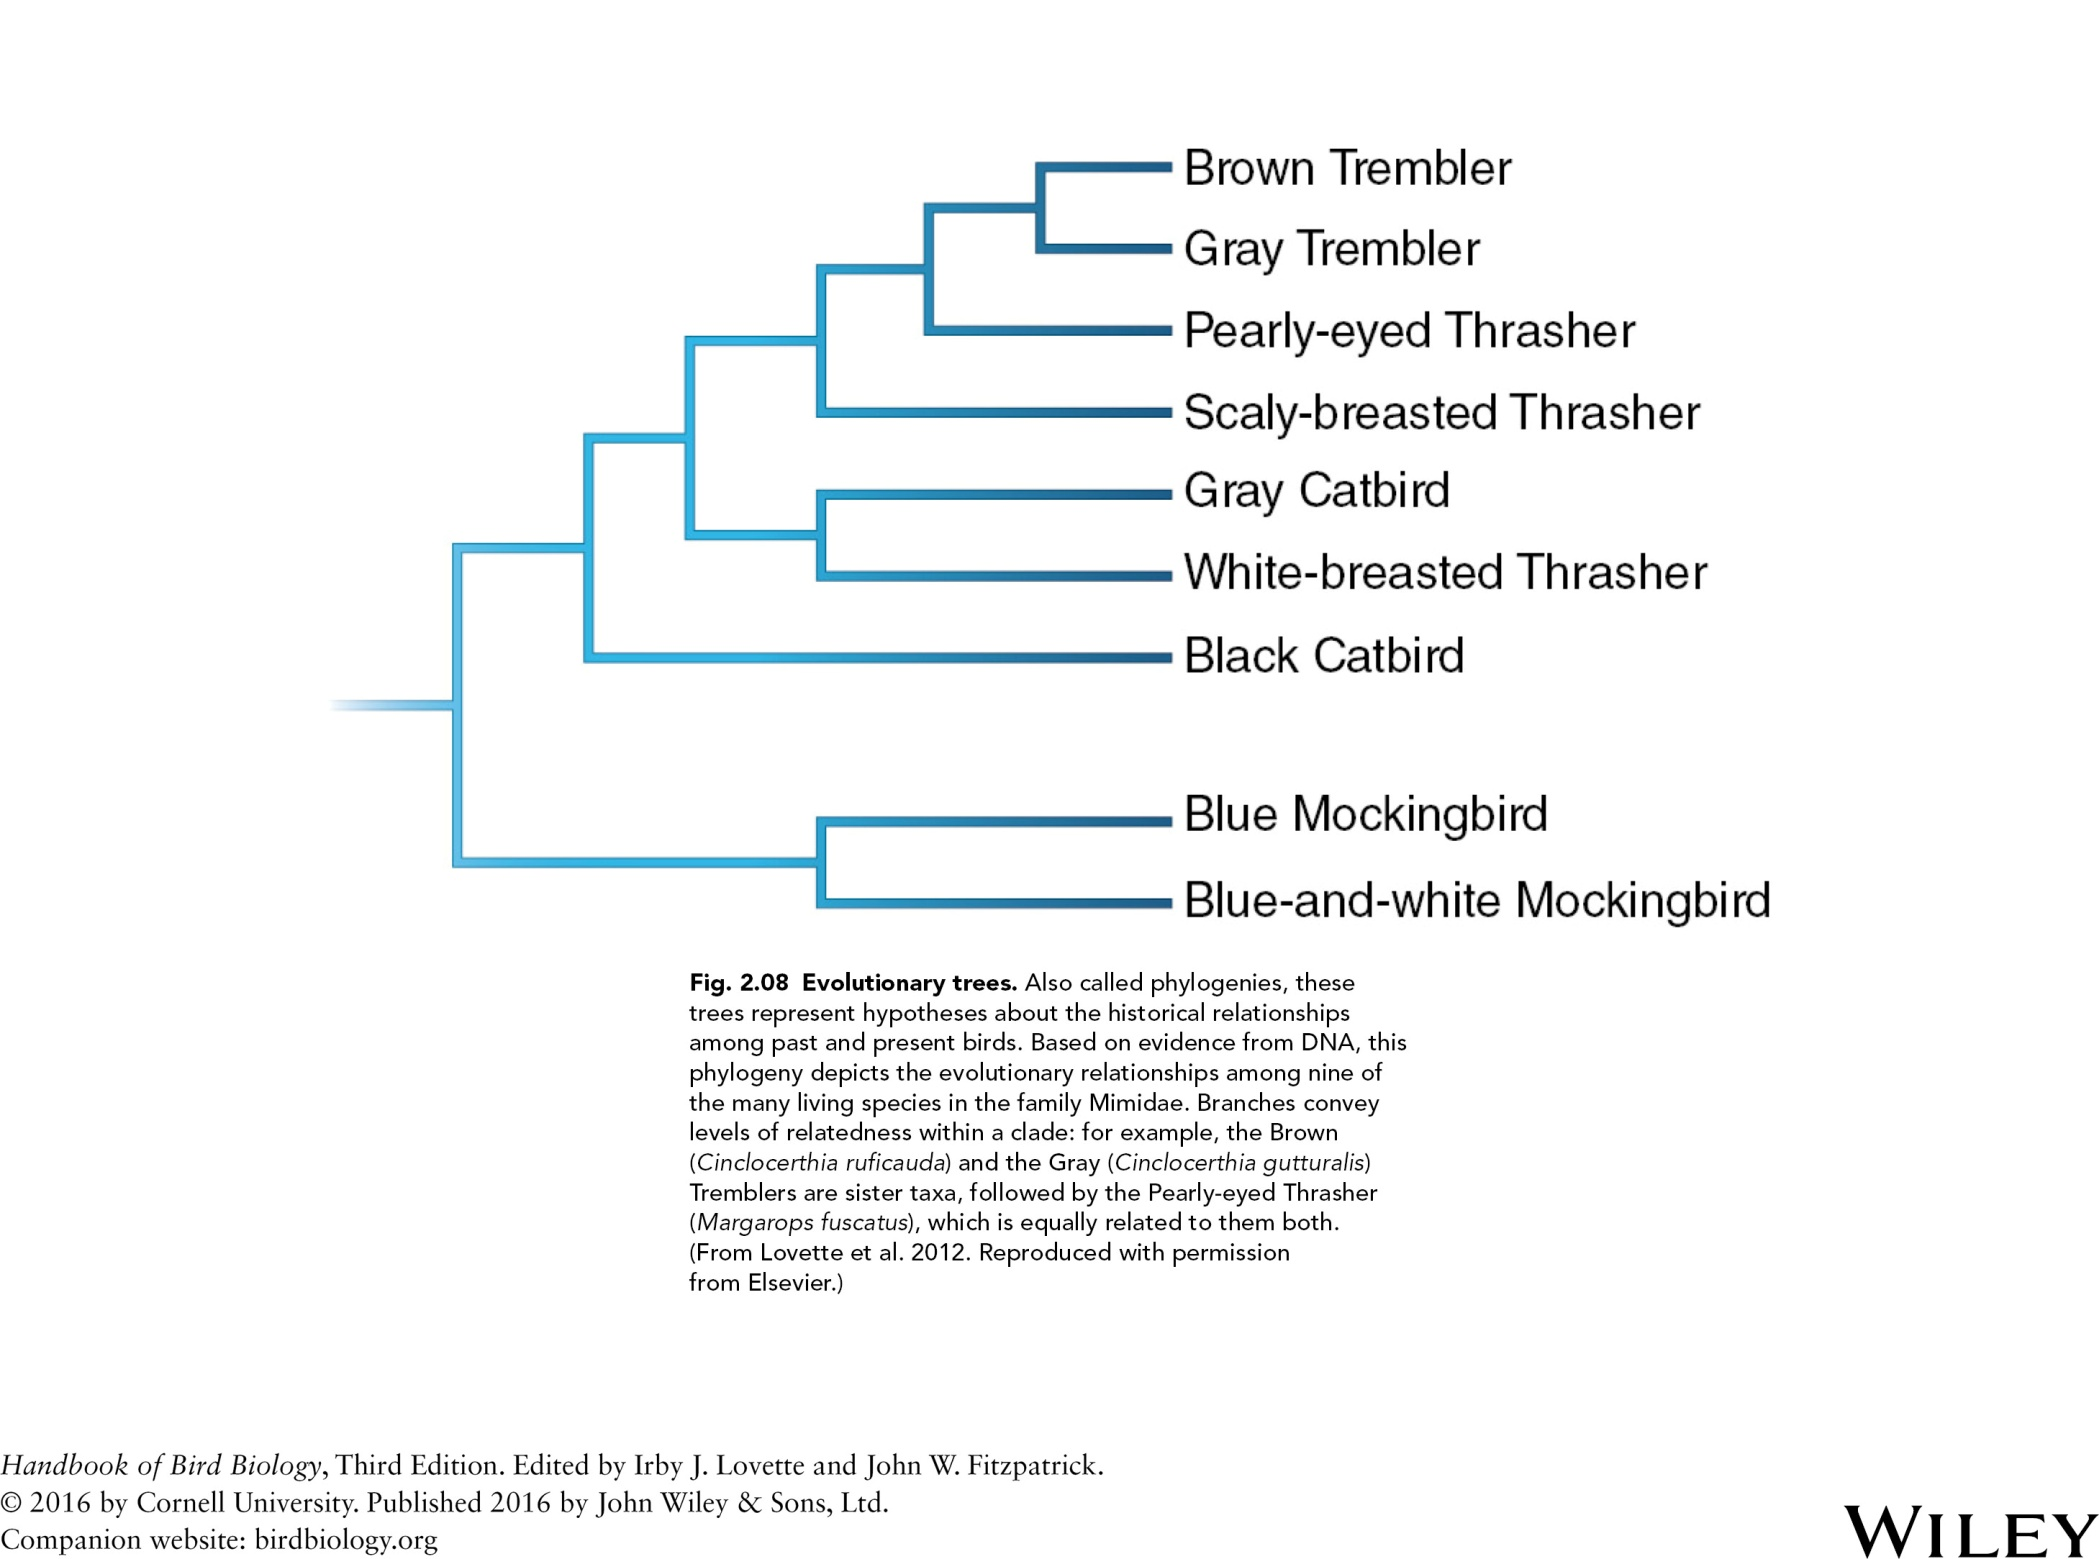 Brown Trembler
Gray Trembler
Pearly-eyed Thrasher
Scaly-breasted Thrasher
Gray Catbird
White-breasted Thrasher
Black Catbird
Blue Mockingbird
Blue-and-white Mockingbird
Fig. 2.08 Evolutionary trees. Also called phylogenies, these
trees represent hypotheses about the historical relationships
among past and present birds. Based on evidence from DNA, this
phylogeny depicts the evolutionary relationships among nine of
the many living species in the family Mimidae. Branches convey
levels of relatedness within a clade: for example, the Brown
(Cinclocerthia ruficauda) and the Gray (Cinclocerthia gutturalis)
Tremblers are sister taxa, followed by the Pearly-eyed Thrasher
(Margarops fuscatus), which is equally related to them both.
(From Lovette et al. 2012. Reproduced with permission
from Elsevier.)
Handbook of Bird Biology, Third Edition. Edited by Irby J. Lovette and John W. Fitzpatrick.
© 2016 by Cornell University. Published 2016 by John Wiley & Sons, Ltd.
Companion website: birdbiology.org
WILEY